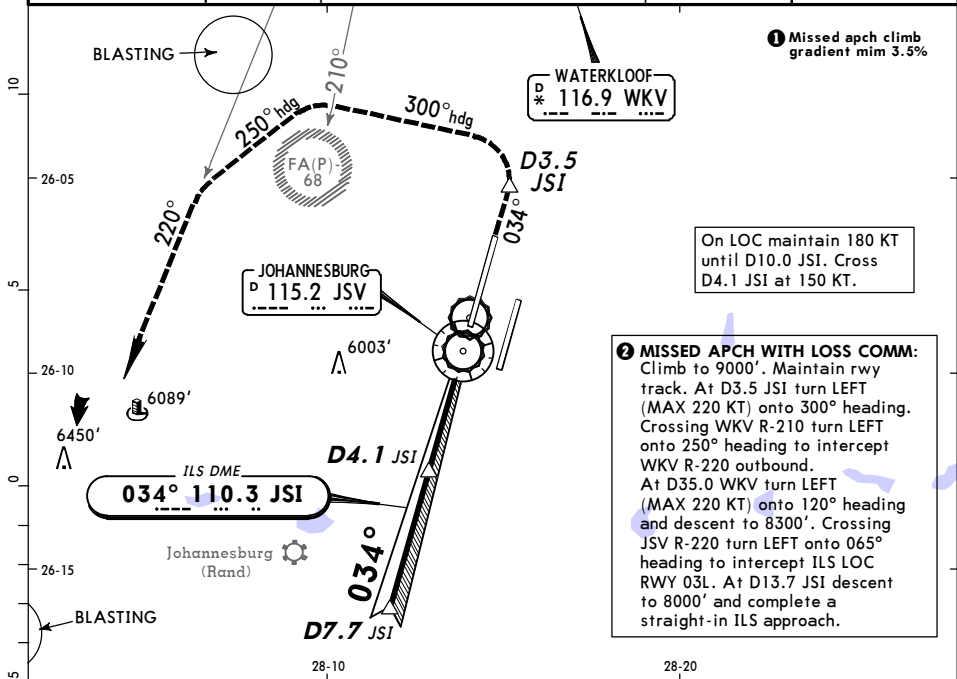 BLASTING
210°
❶ Missed apch climb
gradient mim 3.5%
WATERKLOOF
D
* 116.9 WKV
10
250° hdg
300° hdg
FA(P)-
68
D3.5
JSI
26-05
220°
034°
On LOC maintain 180 KT
until D10.0 JSI. Cross
D4.1 JSI at 150 KT.
JOHANNESBURG
D 115.2 JSV
5
6003'
26-10
❷ MISSED APCH WITH LOSS COMM:
Climb to 9000'. Maintain rwy
track. At D3.5 JSI turn LEFT
(MAX 220 KT) onto 300° heading.
Crossing WKV R-210 turn LEFT
onto 250° heading to intercept
WKV R-220 outbound.
At D35.0 WKV turn LEFT
(MAX 220 KT) onto 120° heading
and descent to 8300'. Crossing
JSV R-220 turn LEFT onto 065°
heading to intercept ILS LOC
RWY 03L. At D13.7 JSI descent
to 8000' and complete a
straight-in ILS approach.
6089'
6450'
D4.1 JSI
ILS DME
034° 110.3 JSI
0
Johannesburg
(Rand)
034°
26-15
BLASTING
D7.7 JSI
28-10
28-20
5